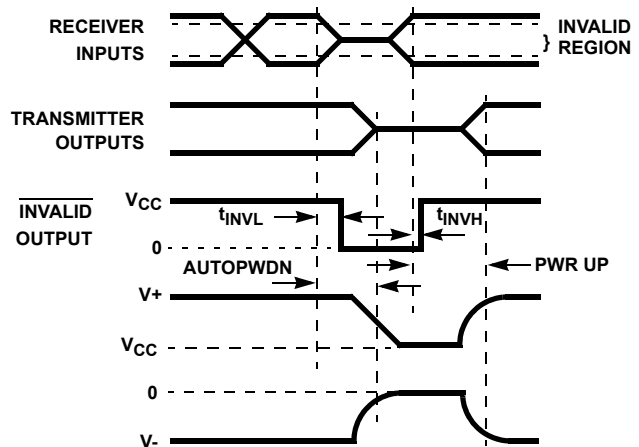 RECEIVER
INPUTS
} INVALID
REGION
TRANSMITTER
OUTPUTS
INVALID
OUTPUT
VCC
0
tINVL
tINVH
AUTOPWDN
PWR UP
V+
VCC
0
V-